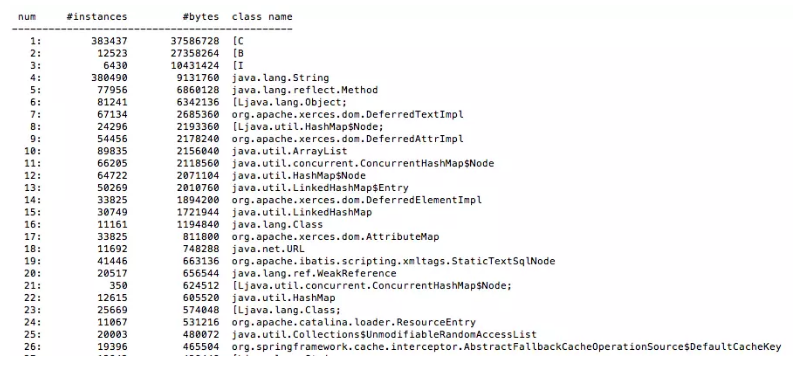 num #instances #bytes class name
----------------------------------------------
1: 383437 37586728 [C
2: 12523 27358264 [B
3: 6430 10431424 [I
4: 380490 9131760 java.lang.String
5: 77956 6860128 java.lang.reflect.Method
6: 81241 6342136 [Ljava.lang.Object;
7: 67134 2685360 org.apache.xerces.dom.DeferredTextImpl
8: 24296 2193360 [Ljava.util.HashMap$Node;
9: 54456 2178240 org.apache.xerces.dom.DeferredAttrImpl
10: 89835 2156040 java.util.ArrayList
11: 66205 2118560 java.util.concurrent.ConcurrentHashMap$Node
12: 64722 2071104 java.util.HashMap$Node
13: 50269 2010760 java.util.LinkedHashMap$Entry
14: 33825 1894200 org.apache.xerces.dom.DeferredElementImpl
15: 30749 1721944 java.util.LinkedHashMap
16: 11161 1194840 java.lang.Class
17: 33825 811800 org.apache.xerces.dom.AttributeMap
18: 11692 748288 java.net.URL
19: 41446 663136 org.apache.ibatis.scripting.xmltags.StaticTextSqlNode
20: 20517 656544 java.lang.ref.WeakReference
21: 350 624512 [Ljava.util.concurrent.ConcurrentHashMap$Node;
22: 12615 605520 java.util.HashMap
23: 25669 574048 [Ljava.lang.Class;
24: 11067 531216 org.apache.catalina.loader.ResourceEntry
25: 20003 480072 java.util.Collections$UnmodifiableRandomAccessList
26: 19396 465504 org.springframework.cache.interceptor.AbstractFallbackCacheOperationSource$DefaultCacheKey